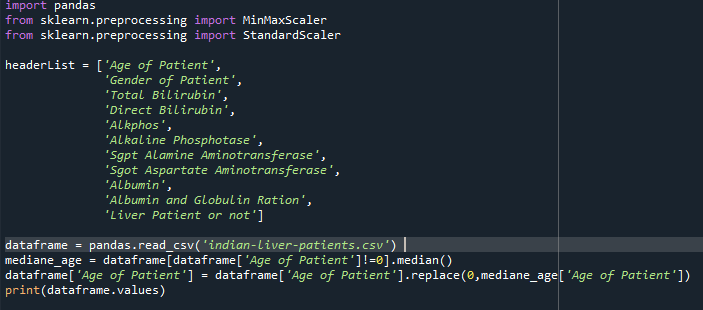 import pandas
from sklearn.preprocessing import MinMaxScaler
from sklearn.preprocessing import StandardScaler

headerList = ['Age of Patient',
              'Gender of Patient',
              'Total Bilirubin',
              'Direct Bilirubin',
              'Alkphos',
              'Alkaline Phosphotase',
              'Sgpt Alamine Aminotransferase',
              'Sgot Aspartate Aminotransferase',
              'Albumin',
              'Albumin and Globulin Ration',
              'Liver Patient or not']

dataframe = pandas.read_csv('indian-liver-patients.csv')
mediane_age = dataframe[dataframe['Age of Patient']!=0].median()
dataframe['Age of Patient'] = dataframe['Age of Patient'].replace(0,mediane_age['Age of Patient'])
print(dataframe.values)